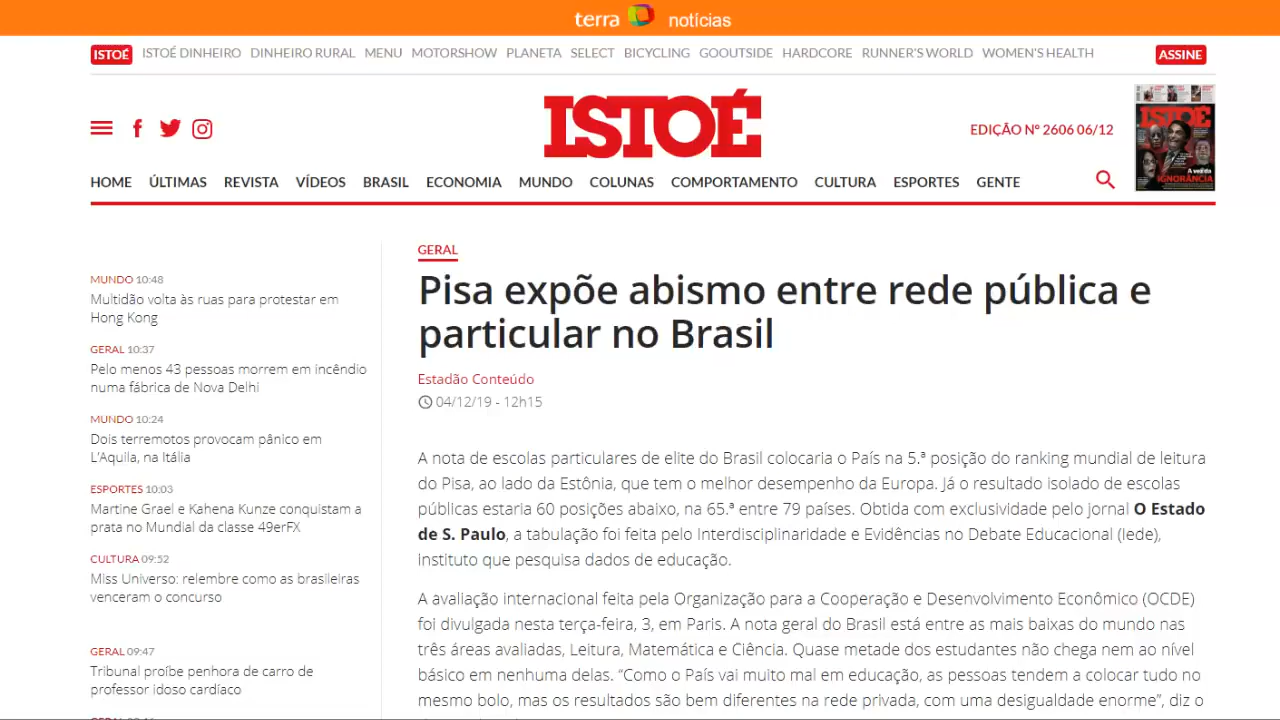 terra notícias
ISTOÉ ISTOÉ DINHEIRO DINHEIRO RURAL MENU MOTORSHOW PLANETA SELECT BICYCLING GOOUTSIDE HARDCORE RUNNER'S WORLD WOMEN'S HEALTH ASSINE
ISTOÉ
EDIÇÃO Nº 2606 06/12
ISTOÉ
A vez da
IGNORÂNCIA
HOME ÚLTIMAS REVISTA VÍDEOS BRASIL ECONOMIA MUNDO COLUNAS COMPORTAMENTO CULTURA ESPORTES GENTE
MUNDO 10:48
Multidão volta às ruas para protestar em
Hong Kong
GERAL 10:37
Pelo menos 43 pessoas morrem em incêndio
numa fábrica de Nova Delhi
MUNDO 10:24
Dois terremotos provocam pânico em
L'Aquila, na Itália
ESPORTES 10:03
Martine Grael e Kahena Kunze conquistam a
prata no Mundial da classe 49erFX
CULTURA 09:52
Miss Universo: relembre como as brasileiras
venceram o concurso
GERAL 09:47
Tribunal proíbe penhora de carro de
professor idoso cardíaco
GERAL
Pisa expõe abismo entre rede pública e
particular no Brasil
Estadão Conteúdo
04/12/19 - 12h15
A nota de escolas particulares de elite do Brasil colocaria o País na 5.ª posição do ranking mundial de leitura
do Pisa, ao lado da Estônia, que tem o melhor desempenho da Europa. Já o resultado isolado de escolas
públicas estaria 60 posições abaixo, na 65.ª entre 79 países. Obtida com exclusividade pelo jornal O Estado
de S. Paulo, a tabulação foi feita pelo Interdisciplinaridade e Evidências no Debate Educacional (Iede),
instituto que pesquisa dados de educação.
A avaliação internacional feita pela Organização para a Cooperação e Desenvolvimento Econômico (OCDE)
foi divulgada nesta terça-feira, 3, em Paris. A nota geral do Brasil está entre as mais baixas do mundo nas
três áreas avaliadas, Leitura, Matemática e Ciência. Quase metade dos estudantes não chega nem ao nível
básico em nenhuma delas. “Como o País vai muito mal em educação, as pessoas tendem a colocar tudo no
mesmo bolo, mas os resultados são bem diferentes na rede privada, com uma desigualdade enorme”, diz o